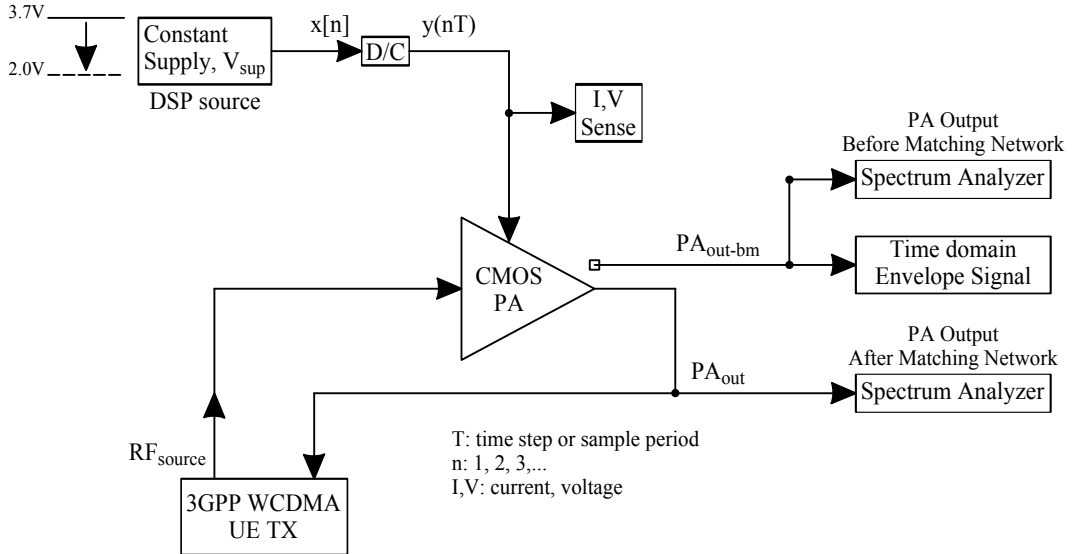 3.7V
2.0V
Constant
Supply, Vsup
DSP source
x[n]
D/C
y(nT)
I,V
Sense
PA Output
Before Matching Network
Spectrum Analyzer
PAout-bm
Time domain
Envelope Signal
CMOS
PA
PA Output
After Matching Network
PAout
Spectrum Analyzer
RFsource
3GPP WCDMA
UE TX
T: time step or sample period
n: 1, 2, 3,...
I,V: current, voltage